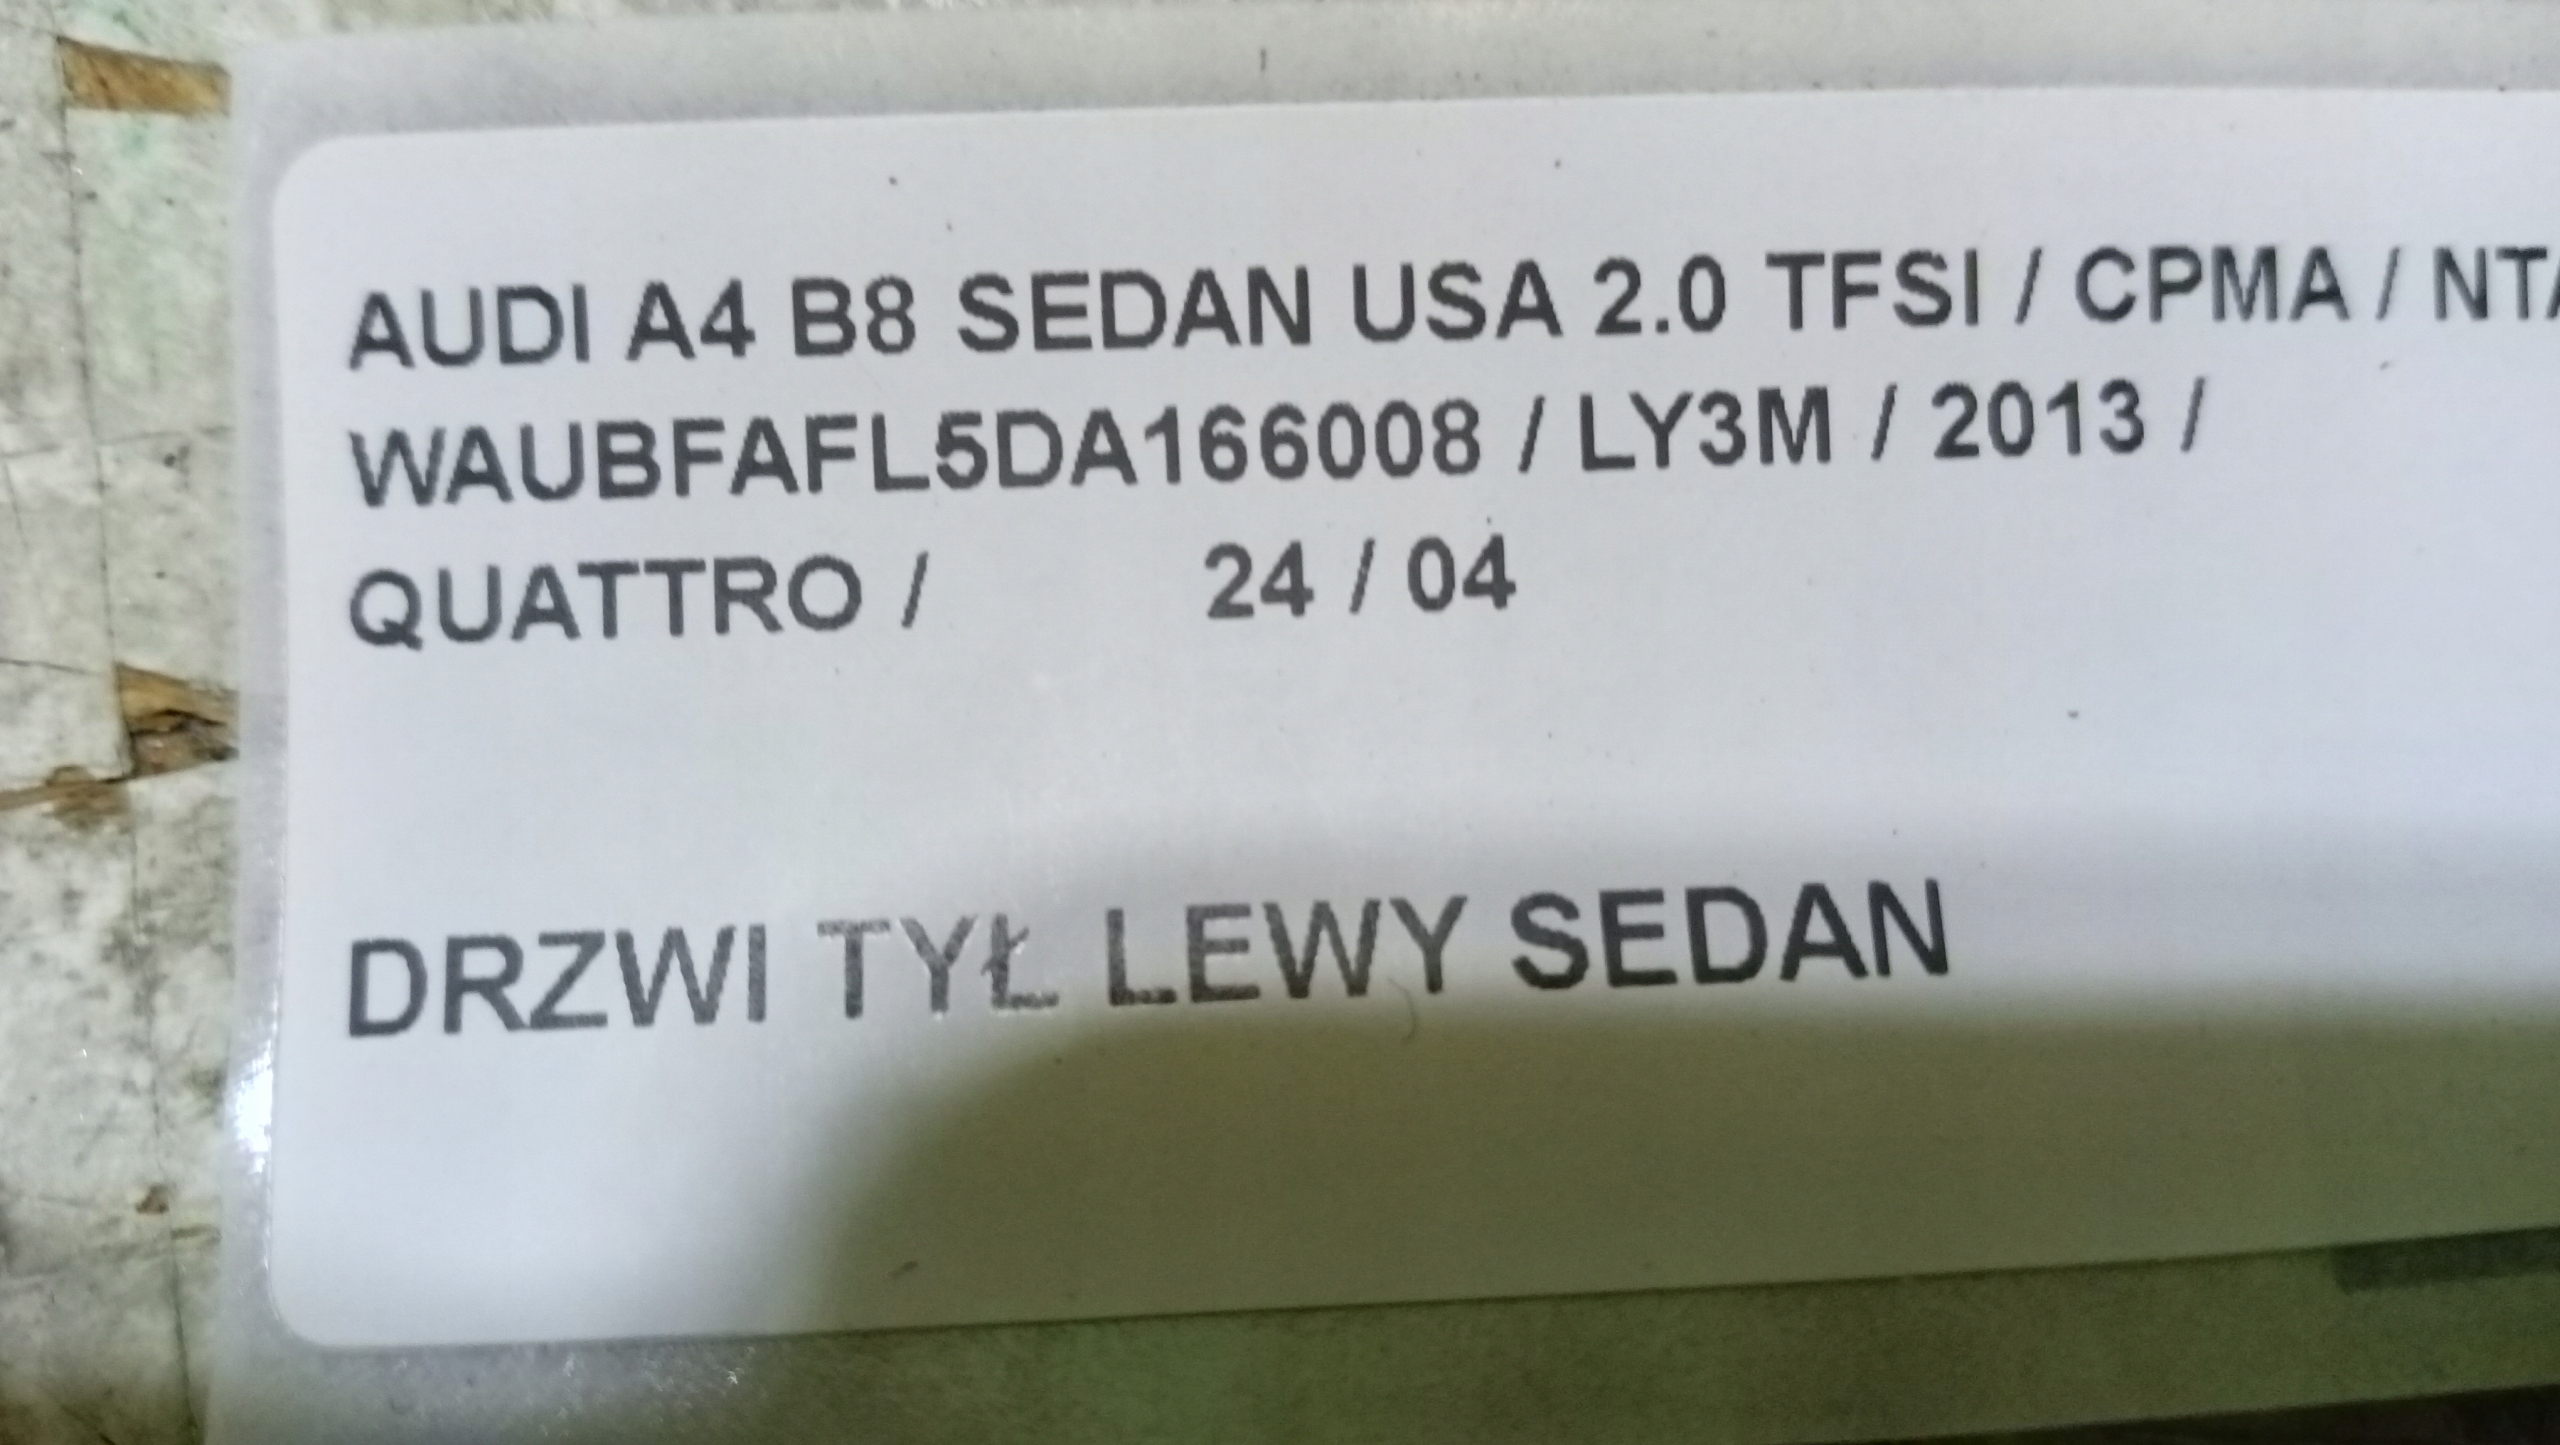 AUDI A4 B8 SEDAN USA 2.0 TFSI / CPMA /
WAUBFAFL5DA166008 / LY3M / 2013 /
QUATTRO / 24 / 04
DRZWI TYŁ LEWY SEDAN